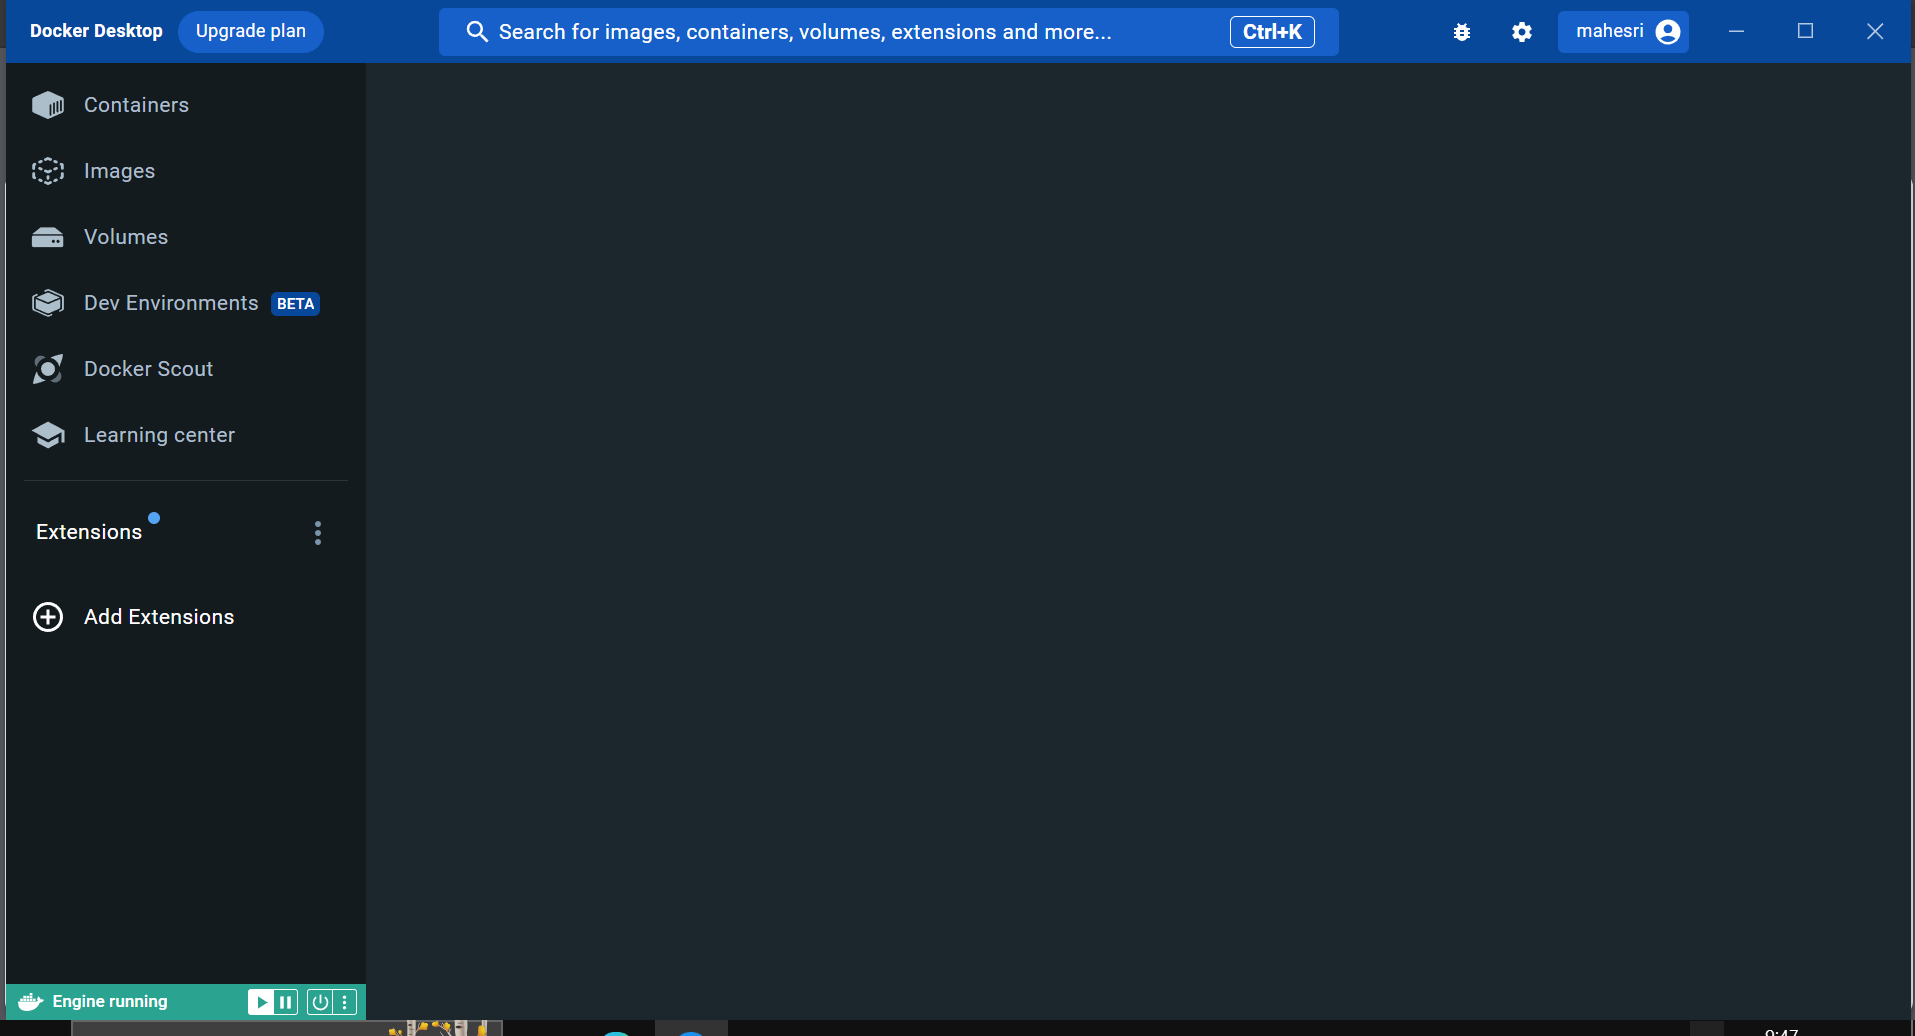 Docker Desktop
Upgrade plan
Search for images, containers, volumes, extensions and more...
Ctrl+K
mahesri
Containers
Images
Volumes
Dev Environments BETA
Docker Scout
Learning center
Extensions
Add Extensions
Engine running